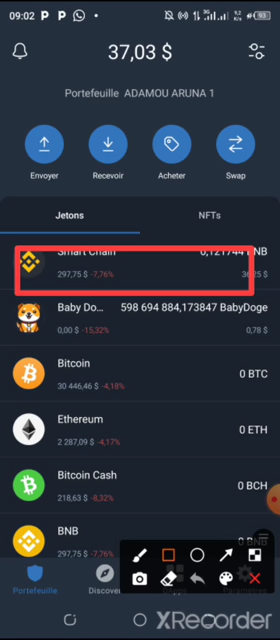 09:02
93
37,03 $
Portefeuille ADAMOU ARUNA 1
Envoyer Recevoir Acheter Swap
Jetons NFTs
Smart Chain
297,75 $ -7,76%
Baby Do... 598 694 884,173847 BabyDoge
0,00 $ -15,32% 0,78 $
Bitcoin 0 BTC
30 446,46 $ -4,18%
Ethereum 0 ETH
2 287,09 $ -4,17%
Bitcoin Cash 0 BCH
218,63 $ -8,32%
BNB 0 BNB
297,75 $ -7,76%
Portefeuille
XRecorder